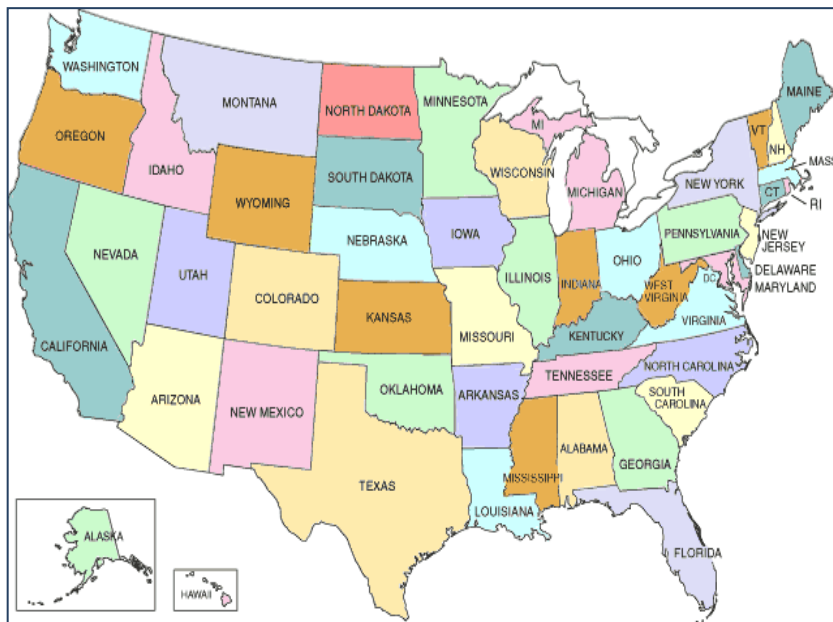 WASHINGTON
MONTANA
NORTH DAKOTA
MINNESOTA
MAINE
OREGON
IDAHO
MI
VT
NH
MASS
WISCONSIN
SOUTH DAKOTA
MICHIGAN
NEW YORK
CT
RI
WYOMING
IOWA
PENNSYLVANIA
NEW
JERSEY
NEBRASKA
NEVADA
UTAH
ILLINOIS
INDIANA
OHIO
DELAWARE
MARYLAND
DC
WEST
VIRGINIA
COLORADO
KANSAS
MISSOURI
KENTUCKY
VIRGINIA
CALIFORNIA
NORTH CAROLINA
TENNESSEE
OKLAHOMA
ARKANSAS
SOUTH
CAROLINA
ARIZONA
NEW MEXICO
ALABAMA
GEORGIA
MISSISSIPPI
TEXAS
LOUISIANA
FLORIDA
ALASKA
HAWAII